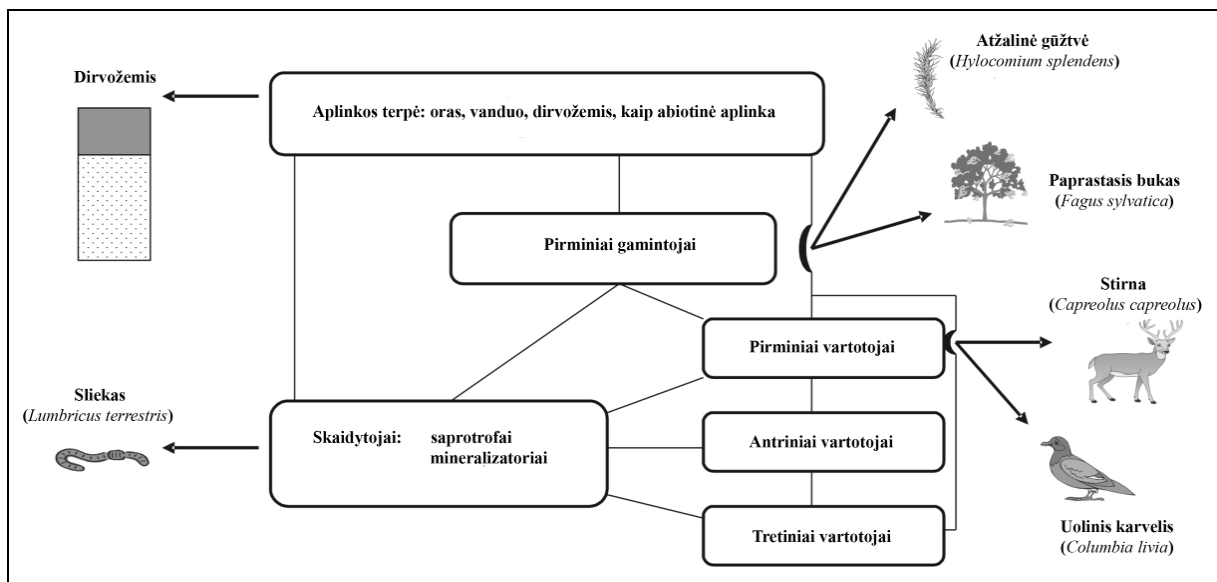 Dirvožemis
Aplinkos terpė: oras, vanduo, dirvožemis, kaip abiotinė aplinka
Atžalinė gūžtvė
(Hylocomium splendens)
Paprastasis bukas
(Fagus sylvatica)
Pirminiai gamintojai
Stirna
(Capreolus capreolus)
Pirminiai vartotojai
Sliekas
(Lumbricus terrestris)
Skaidytojai: saprotrofai
mineralizatoriai
Antriniai vartotojai
Tretiniai vartotojai
Uolinis karvelis
(Columbia livia)